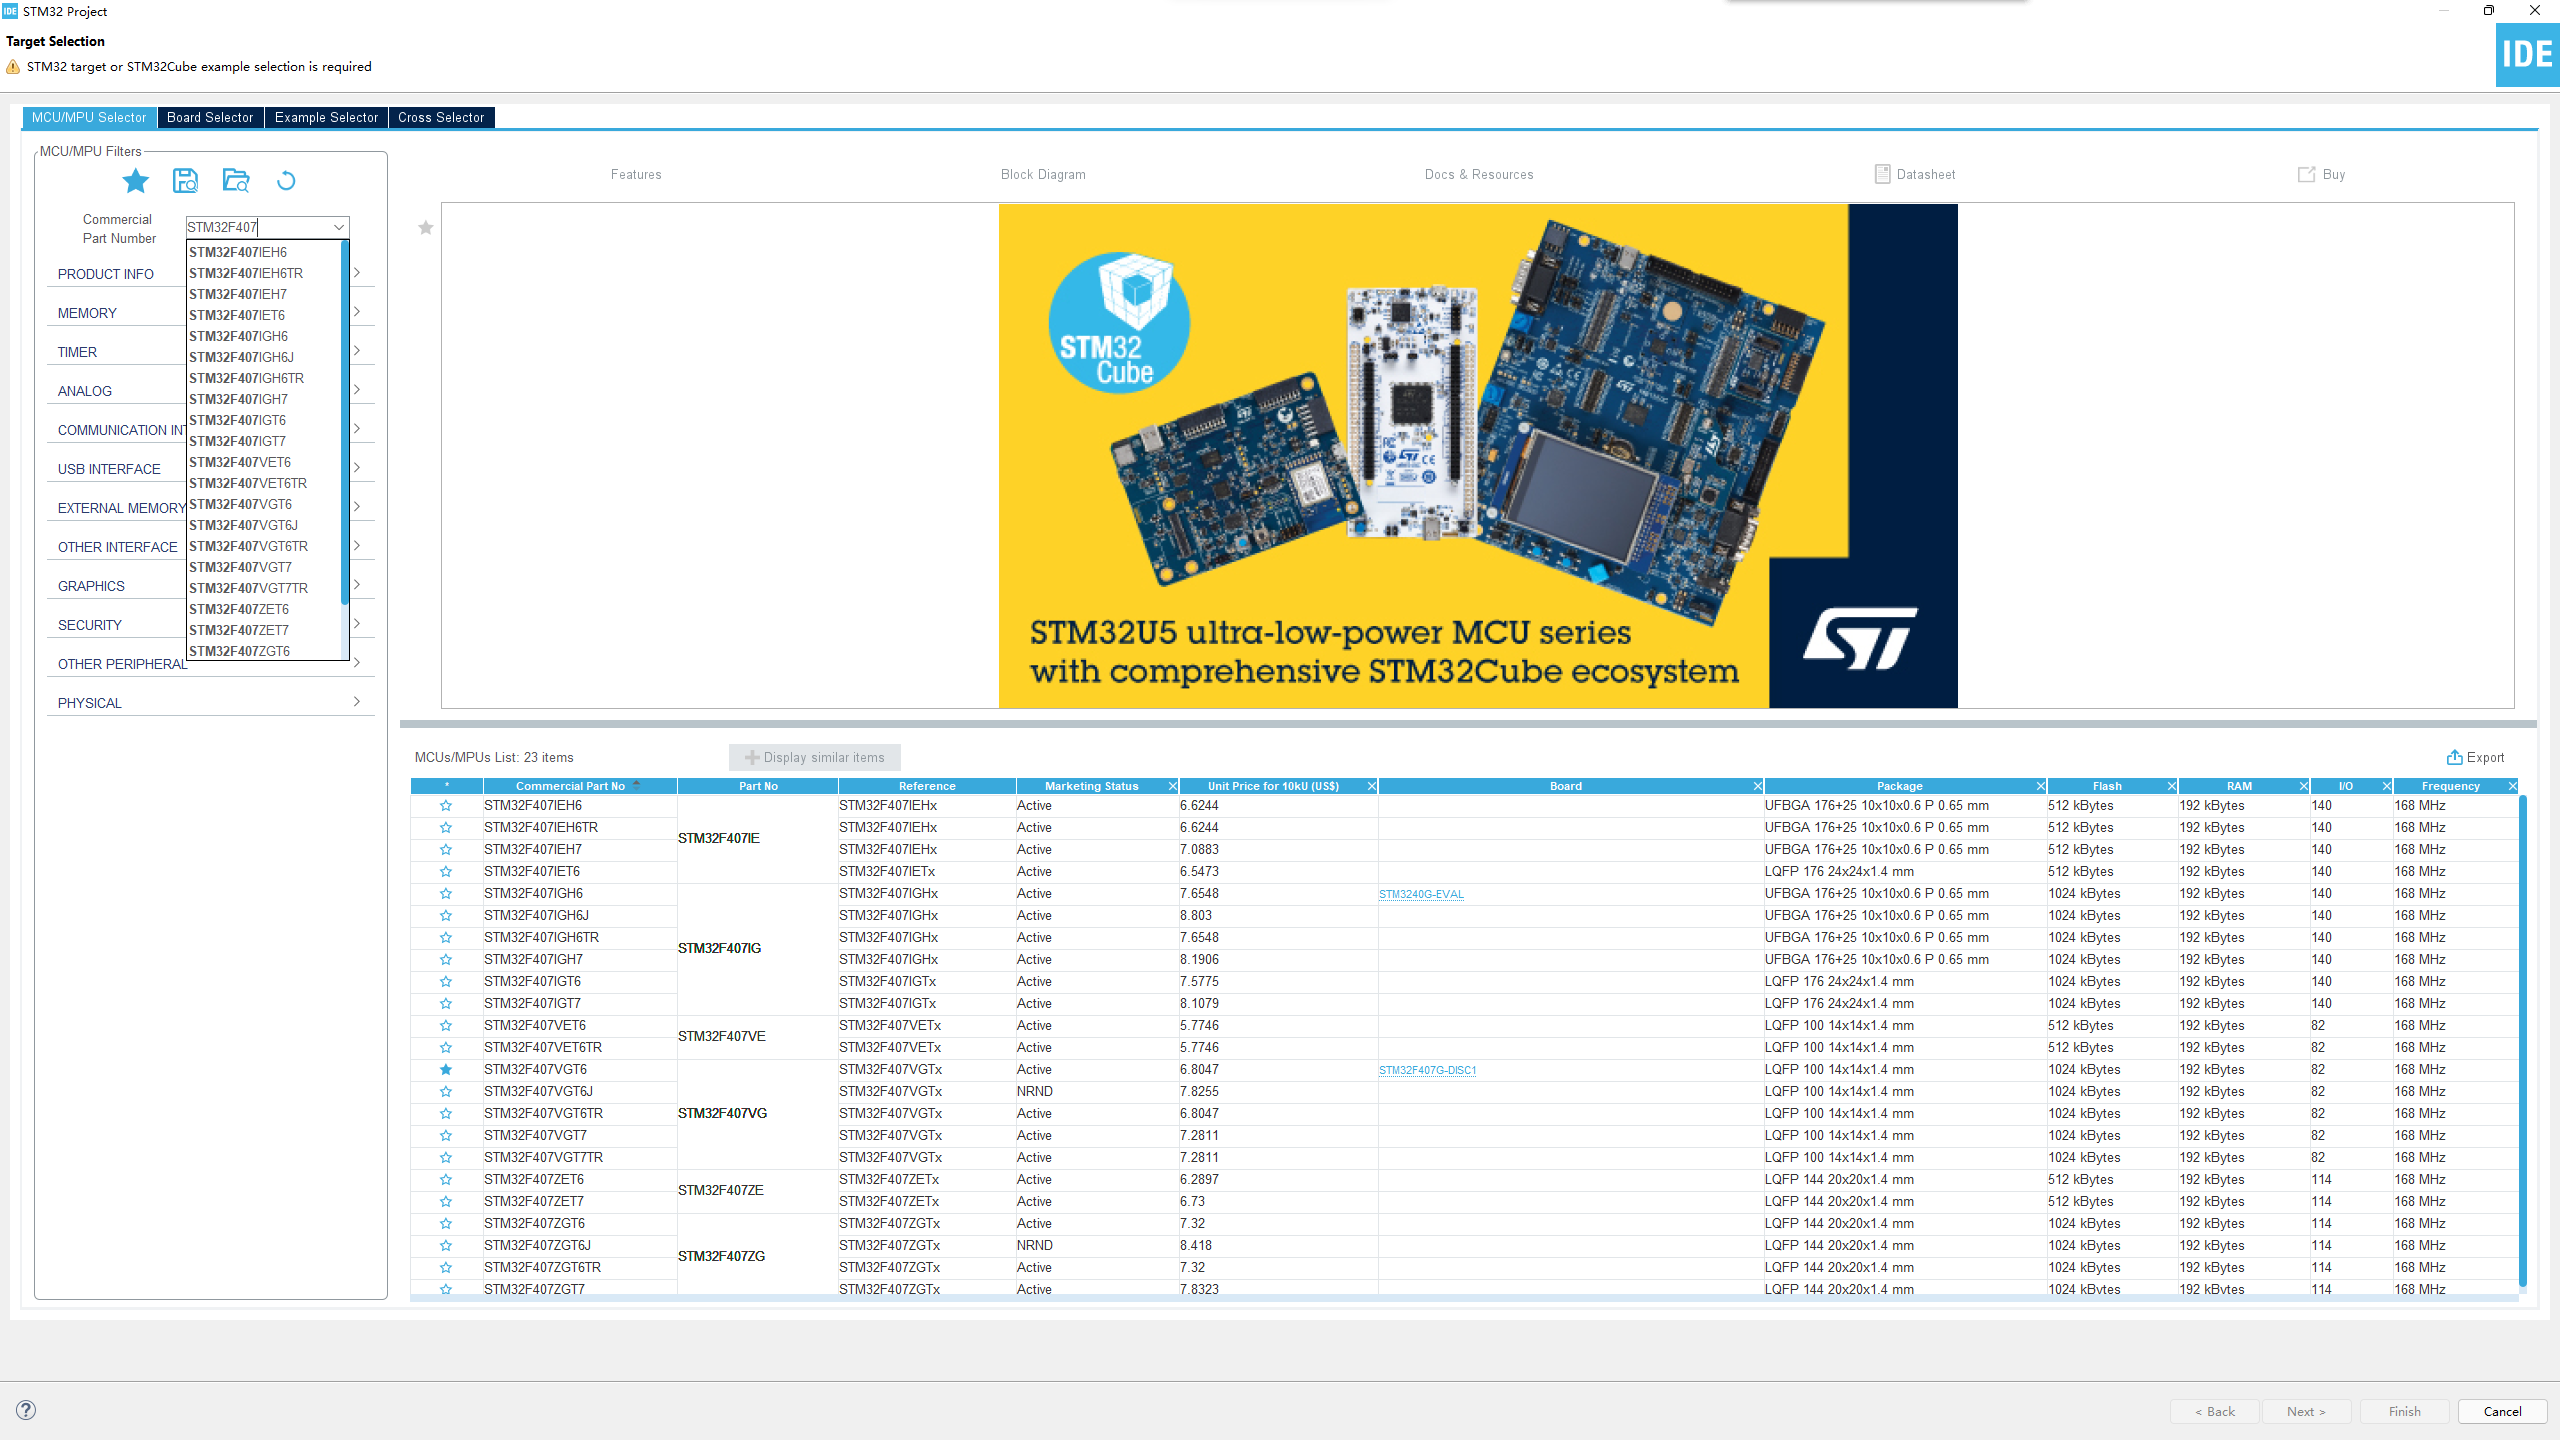 IDE STM32 Project
Target Selection
STM32 target or STM32Cube example selection is required
IDE
MCU/MPU Selector Board Selector Example Selector Cross Selector
MCU/MPU Filters
Commercial
Part Number
STM32F407
STM32F407IEH6
STM32F407IEH6TR
STM32F407IEH7
STM32F407IET6
STM32F407IGH6
STM32F407IGH6J
STM32F407IGH6TR
STM32F407IGH7
STM32F407IGT6
STM32F407IGT7
STM32F407VET6
STM32F407VET6TR
STM32F407VGT6
STM32F407VGT6J
STM32F407VGT6TR
STM32F407VGT7
STM32F407VGT7TR
STM32F407ZET6
STM32F407ZET7
STM32F407ZGT6
PRODUCT INFO
MEMORY
TIMER
ANALOG
COMMUNICATION INT
USB INTERFACE
EXTERNAL MEMORY
OTHER INTERFACE
GRAPHICS
SECURITY
OTHER PERIPHERAL
PHYSICAL
Features Block Diagram Docs & Resources Datasheet Buy
STM32
Cube
STM32U5 ultra-low-power MCU series
with comprehensive STM32Cube ecosystem
ST
MCUs/MPUs List: 23 items Display similar items Export
* Commercial Part No Part No Reference Marketing Status Unit Price for 10kU (US$) Board Package Flash RAM I/O Frequency
STM32F407IEH6 STM32F407IEHx Active 6.6244 UFBGA 176+25 10x10x0.6 P 0.65 mm 512 kBytes 192 kBytes 140 168 MHz
STM32F407IEH6TR STM32F407IEHx Active 6.6244 UFBGA 176+25 10x10x0.6 P 0.65 mm 512 kBytes 192 kBytes 140 168 MHz
STM32F407IE
STM32F407IEH7 STM32F407IEHx Active 7.0883 UFBGA 176+25 10x10x0.6 P 0.65 mm 512 kBytes 192 kBytes 140 168 MHz
STM32F407IET6 STM32F407IETx Active 6.5473 LQFP 176 24x24x1.4 mm 512 kBytes 192 kBytes 140 168 MHz
STM32F407IGH6 STM32F407IGHx Active 7.6548 STM3240G-EVAL UFBGA 176+25 10x10x0.6 P 0.65 mm 1024 kBytes 192 kBytes 140 168 MHz
STM32F407IGH6J STM32F407IGHx Active 8.803 UFBGA 176+25 10x10x0.6 P 0.65 mm 1024 kBytes 192 kBytes 140 168 MHz
STM32F407IGH6TR STM32F407IGHx Active 7.6548 UFBGA 176+25 10x10x0.6 P 0.65 mm 1024 kBytes 192 kBytes 140 168 MHz
STM32F407IG
STM32F407IGH7 STM32F407IGHx Active 8.1906 UFBGA 176+25 10x10x0.6 P 0.65 mm 1024 kBytes 192 kBytes 140 168 MHz
STM32F407IGT6 STM32F407IGTx Active 7.5775 LQFP 176 24x24x1.4 mm 1024 kBytes 192 kBytes 140 168 MHz
STM32F407IGT7 STM32F407IGTx Active 8.1079 LQFP 176 24x24x1.4 mm 1024 kBytes 192 kBytes 140 168 MHz
STM32F407VET6 STM32F407VETx Active 5.7746 LQFP 100 14x14x1.4 mm 512 kBytes 192 kBytes 82 168 MHz
STM32F407VE
STM32F407VET6TR STM32F407VETx Active 5.7746 LQFP 100 14x14x1.4 mm 512 kBytes 192 kBytes 82 168 MHz
STM32F407VGT6 STM32F407VGTx Active 6.8047 STM32F407G-DISC1 LQFP 100 14x14x1.4 mm 1024 kBytes 192 kBytes 82 168 MHz
STM32F407VGT6J STM32F407VGTx NRND 7.8255 LQFP 100 14x14x1.4 mm 1024 kBytes 192 kBytes 82 168 MHz
STM32F407VGT6TR STM32F407VG STM32F407VGTx Active 6.8047 LQFP 100 14x14x1.4 mm 1024 kBytes 192 kBytes 82 168 MHz
STM32F407VGT7 STM32F407VGTx Active 7.2811 LQFP 100 14x14x1.4 mm 1024 kBytes 192 kBytes 82 168 MHz
STM32F407VGT7TR STM32F407VGTx Active 7.2811 LQFP 100 14x14x1.4 mm 1024 kBytes 192 kBytes 82 168 MHz
STM32F407ZET6 STM32F407ZETx Active 6.2897 LQFP 144 20x20x1.4 mm 512 kBytes 192 kBytes 114 168 MHz
STM32F407ZE
STM32F407ZET7 STM32F407ZETx Active 6.73 LQFP 144 20x20x1.4 mm 512 kBytes 192 kBytes 114 168 MHz
STM32F407ZGT6 STM32F407ZGTx Active 7.32 LQFP 144 20x20x1.4 mm 1024 kBytes 192 kBytes 114 168 MHz
STM32F407ZGT6J STM32F407ZGTx NRND 8.418 LQFP 144 20x20x1.4 mm 1024 kBytes 192 kBytes 114 168 MHz
STM32F407ZG
STM32F407ZGT6TR STM32F407ZGTx Active 7.32 LQFP 144 20x20x1.4 mm 1024 kBytes 192 kBytes 114 168 MHz
STM32F407ZGT7 STM32F407ZGTx Active 7.8323 LQFP 144 20x20x1.4 mm 1024 kBytes 192 kBytes 114 168 MHz
? < Back Next > Finish Cancel